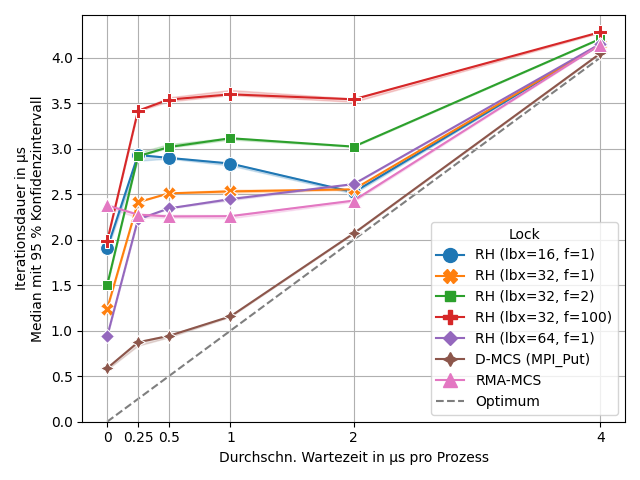 Iterationsdauer in µs
Median mit 95 % Konfidenzintervall
4.0
3.5
3.0
2.5
2.0
1.5
1.0
0.5
0.0
Lock
RH (lbx=16, f=1)
RH (lbx=32, f=1)
RH (lbx=32, f=2)
RH (lbx=32, f=100)
RH (lbx=64, f=1)
D-MCS (MPI_Put)
RMA-MCS
Optimum
0 0.25 0.5 1 2 4
Durchschn. Wartezeit in µs pro Prozess